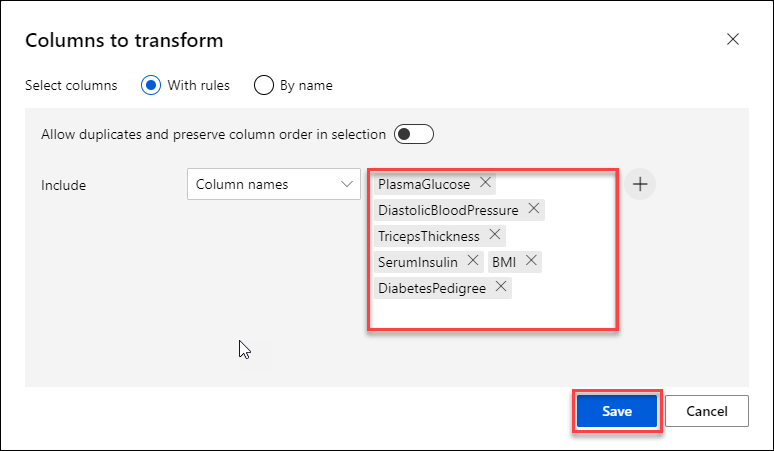 Columns to transform
Select columns With rules By name
Allow duplicates and preserve column order in selection
Include Column names PlasmaGlucose
DiastolicBloodPressure
TricepsThickness
SerumInsulin BMI
DiabetesPedigree
Save Cancel